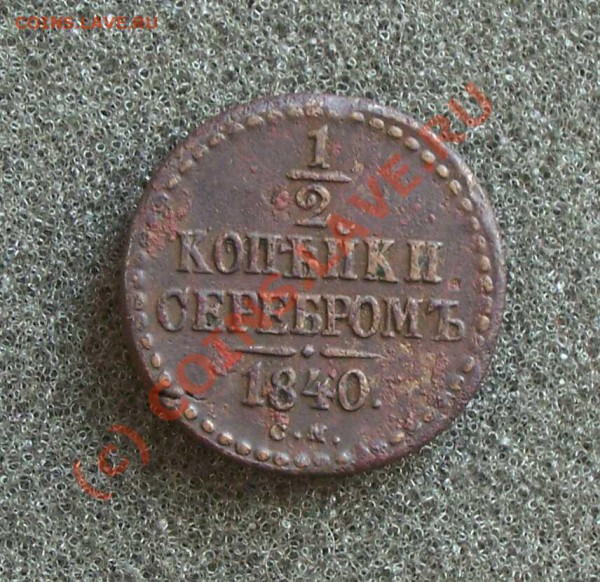 COINS.LAVE.RU
1
2
КОПѢЙКИ
СЕРЕБРОМЪ
1840.
С.М.
(c) COINS.LAVE.RU